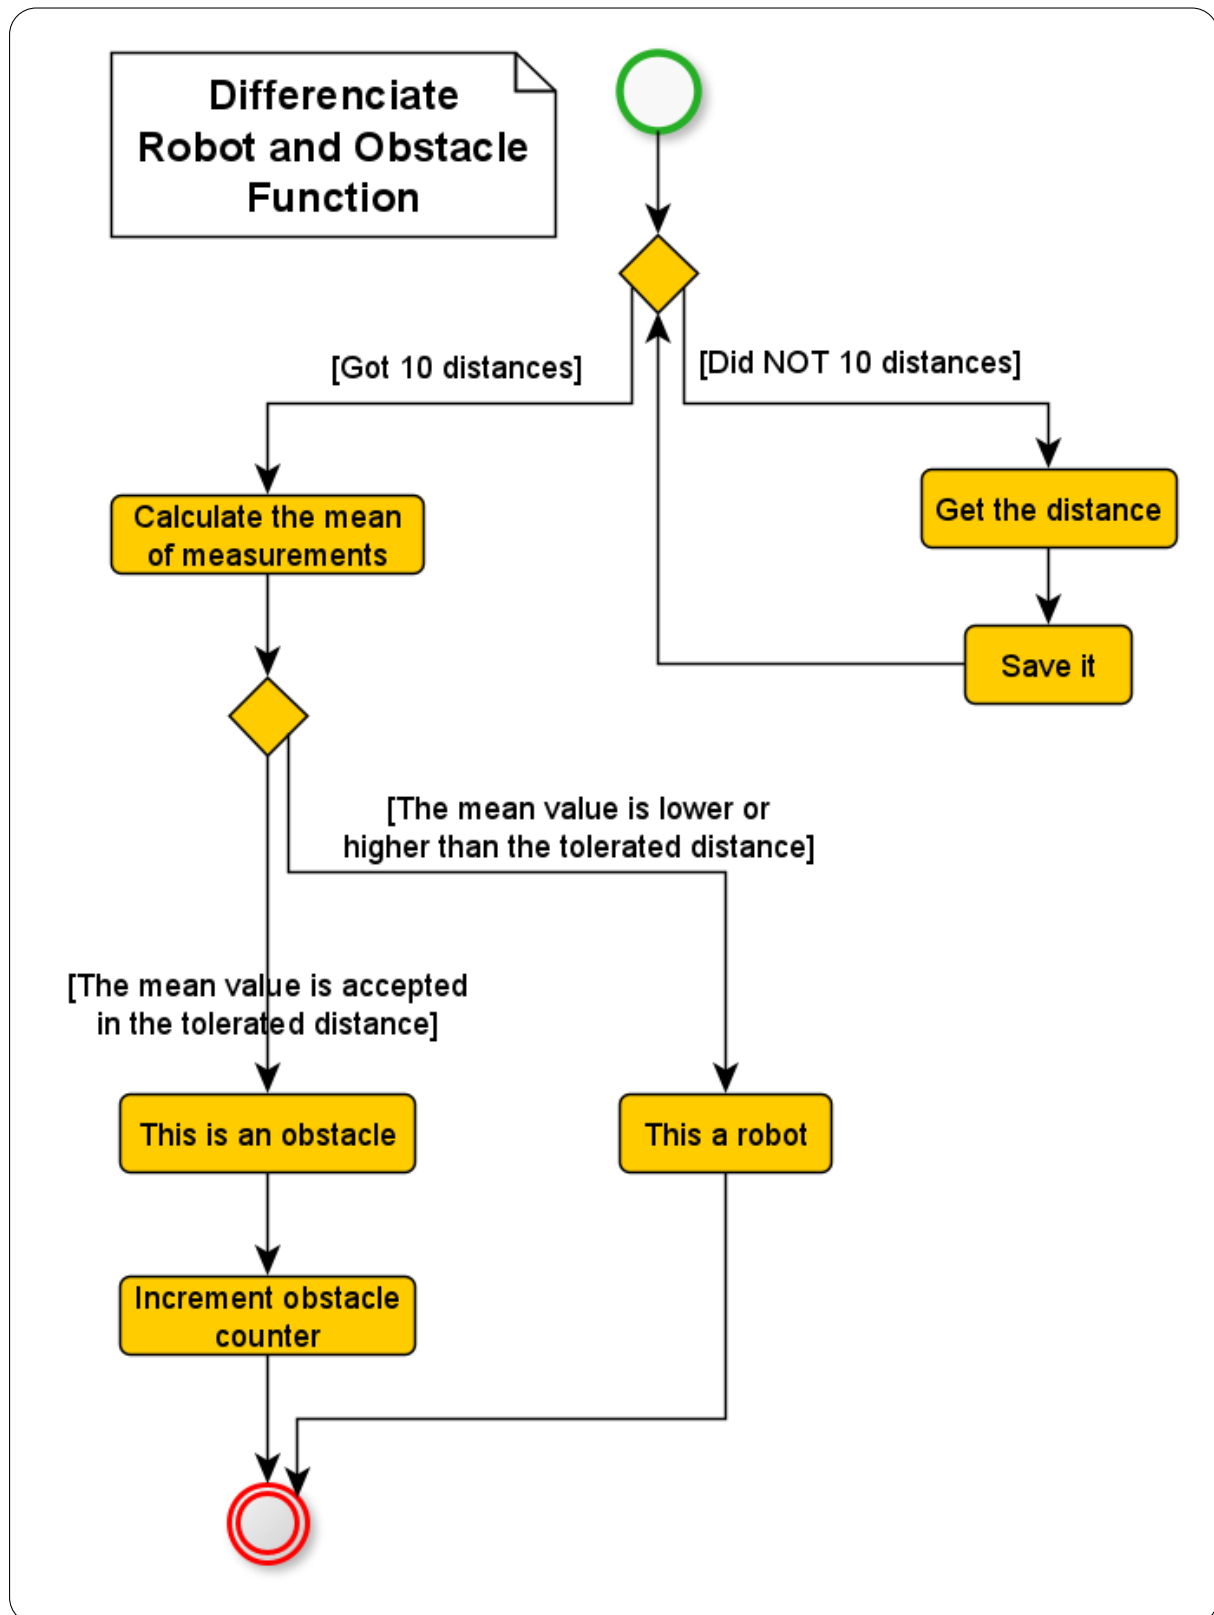 Differenciate
Robot and Obstacle
Function
[Got 10 distances]
[Did NOT 10 distances]
Calculate the mean
of measurements
Get the distance
Save it
[The mean value is lower or
higher than the tolerated distance]
[The mean value is accepted
in the tolerated distance]
This is an obstacle
This a robot
Increment obstacle
counter